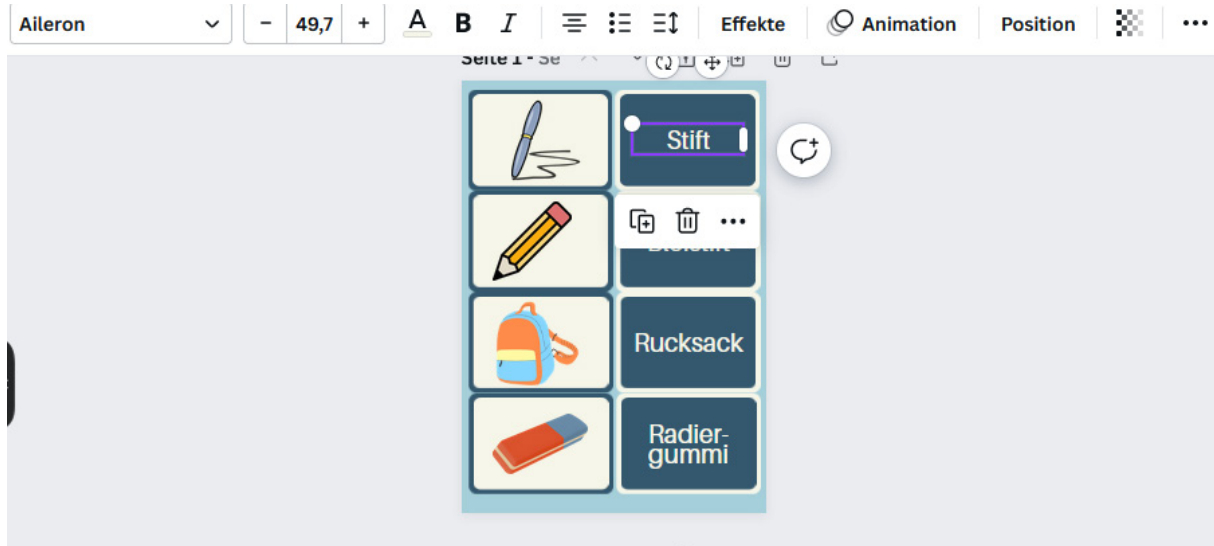 Aileron
- 49,7 + A B I Effekte Animation Position
Seite 1 - Se
Stift
Rucksack
Radier-
gummi